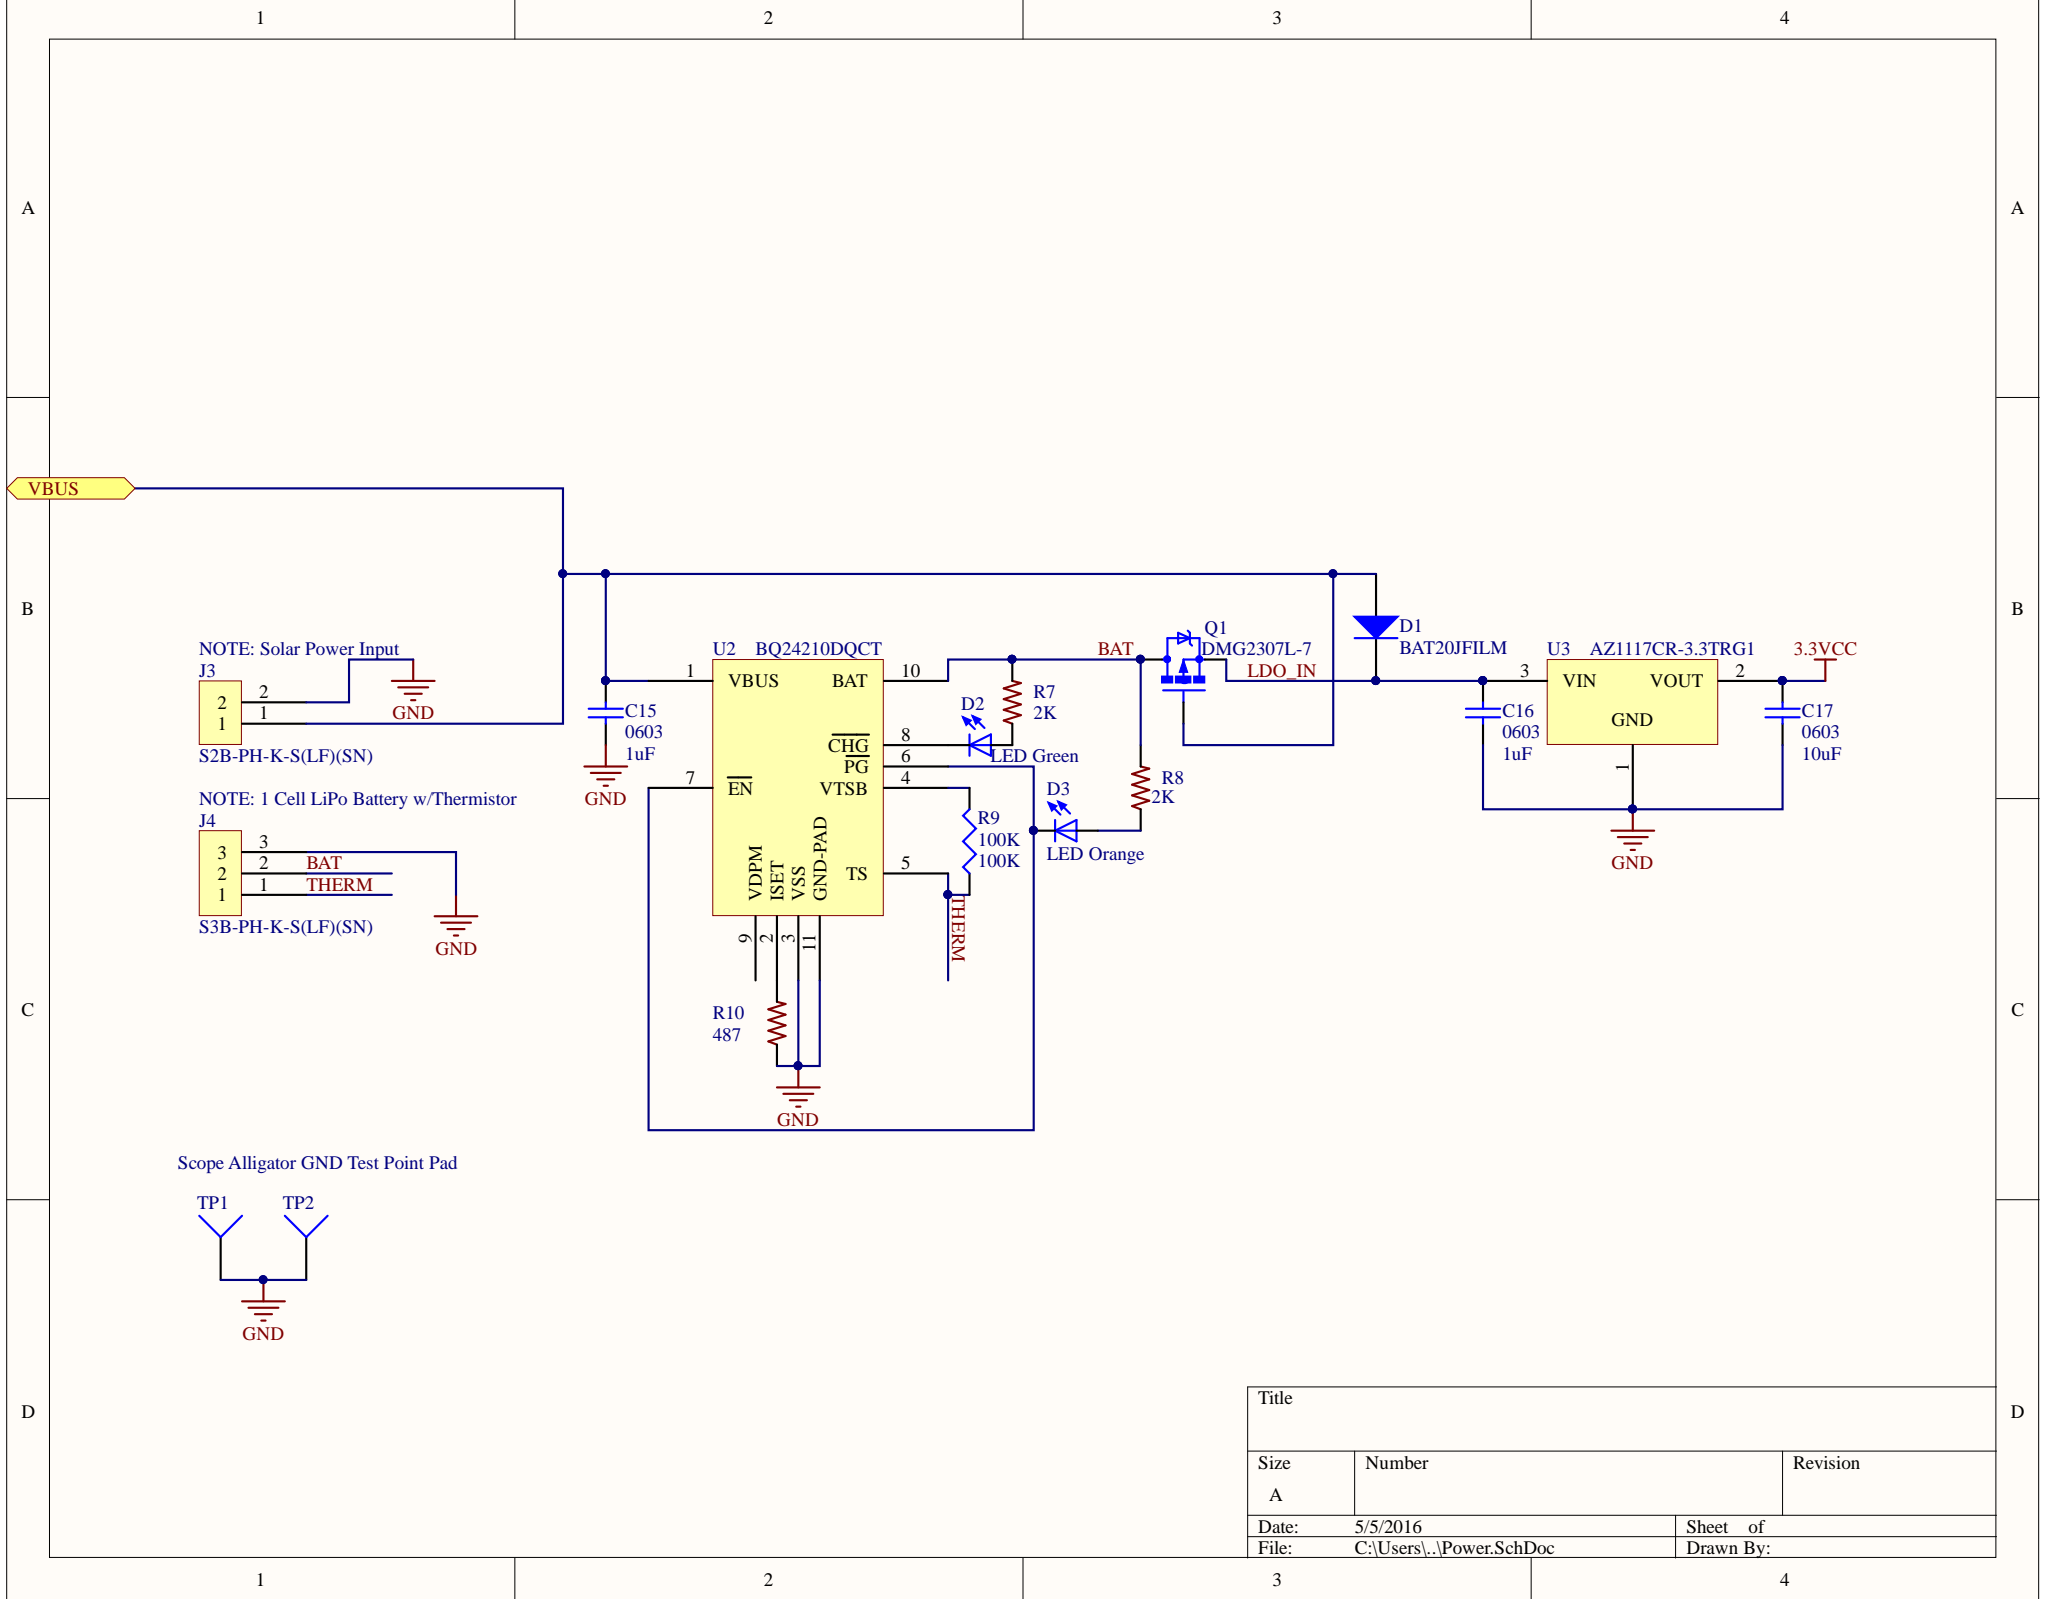 1 2 3 4
A A
VBUS
B B
NOTE: Solar Power Input
J3
2 2
1 1
GND
S2B-PH-K-S(LF)(SN)
NOTE: 1 Cell LiPo Battery w/Thermistor
J4
3 3
2 2 BAT
1 1 THERM
S3B-PH-K-S(LF)(SN)
GND
C15
0603
1uF
GND
U2 BQ24210DQCT
1 VBUS BAT 10
CHG 8
PG 6
7 EN VTSB 4
TS 5
VDPM
ISET
VSS
GND-PAD
9
2
3
11
R10
487
GND
D2
LED Green
R7
2K
R9
100K
100K
THERM
D3
LED Orange
R8
2K
BAT
Q1
DMG2307L-7
LDO_IN
D1
BAT20JFILM
C16
0603
1uF
U3 AZ1117CR-3.3TRG1
3 VIN VOUT 2
GND
1
GND
3.3VCC
C17
0603
10uF
C C
Scope Alligator GND Test Point Pad
TP1 TP2
GND
D D
Title
Size Number Revision
A
Date: 5/5/2016 Sheet of
File: C:\Users\..\Power.SchDoc Drawn By:
1 2 3 4